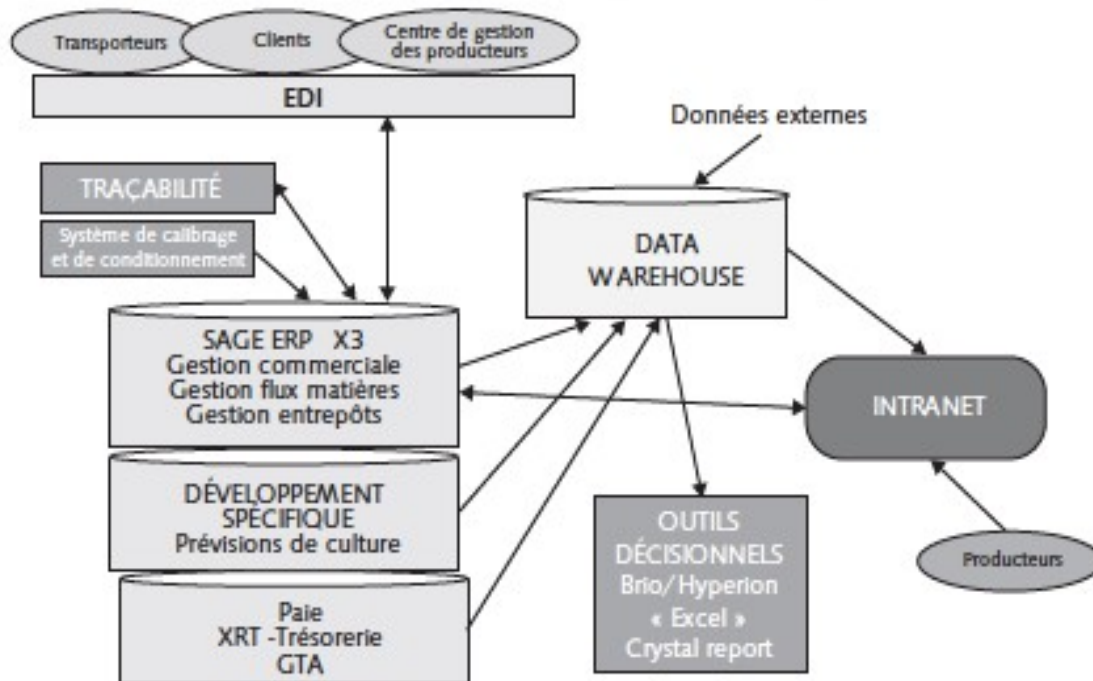 Transporteurs
Clients
Centre de gestion
des producteurs
EDI
Données externes
TRAÇABILITÉ
Système de calibrage
et de conditionnement
DATA
WAREHOUSE
SAGE ERP X3
Gestion commerciale
Gestion flux matières
Gestion entrepôts
INTRANET
DÉVELOPPEMENT
SPÉCIFIQUE
Prévisions de culture
OUTILS
DÉCISIONNELS
Brio/Hyperion
« Excel »
Crystal report
Producteurs
Paie
XRT -Trésorerie
GTA